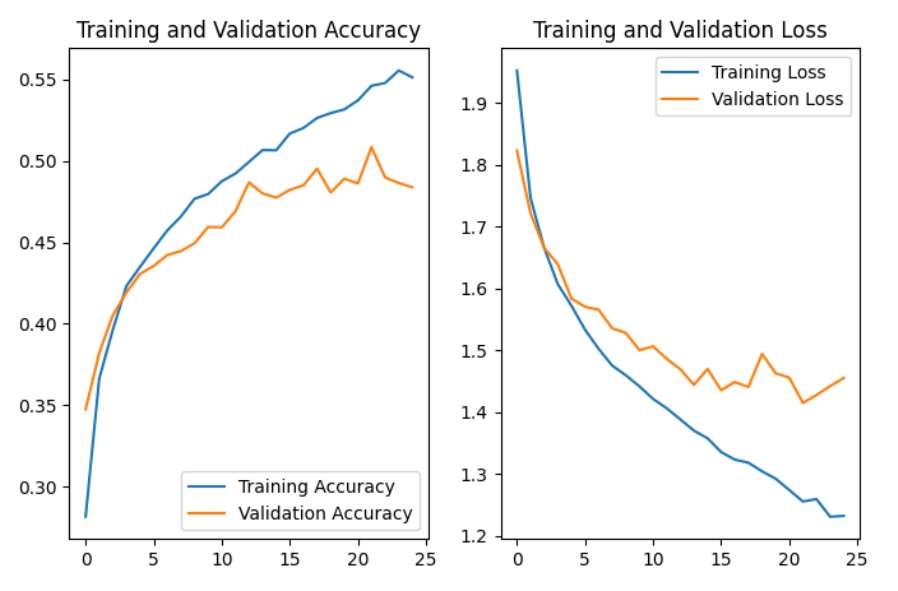 Training and Validation Accuracy
0.55
0.50
0.45
0.40
0.35
0.30
Training Accuracy
Validation Accuracy
0 5 10 15 20 25
Training and Validation Loss
Training Loss
Validation Loss
1.9
1.8
1.7
1.6
1.5
1.4
1.3
1.2
0 5 10 15 20 25